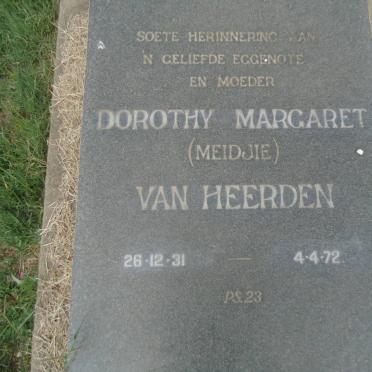 SOETE HERINNERING AAN
'N GELIEFDE EGGENOTE
EN MOEDER
DOROTHY MARGARET
(MEIDJIE)
VAN HEERDEN
26·12·31 — 4·4·72
PS. 23